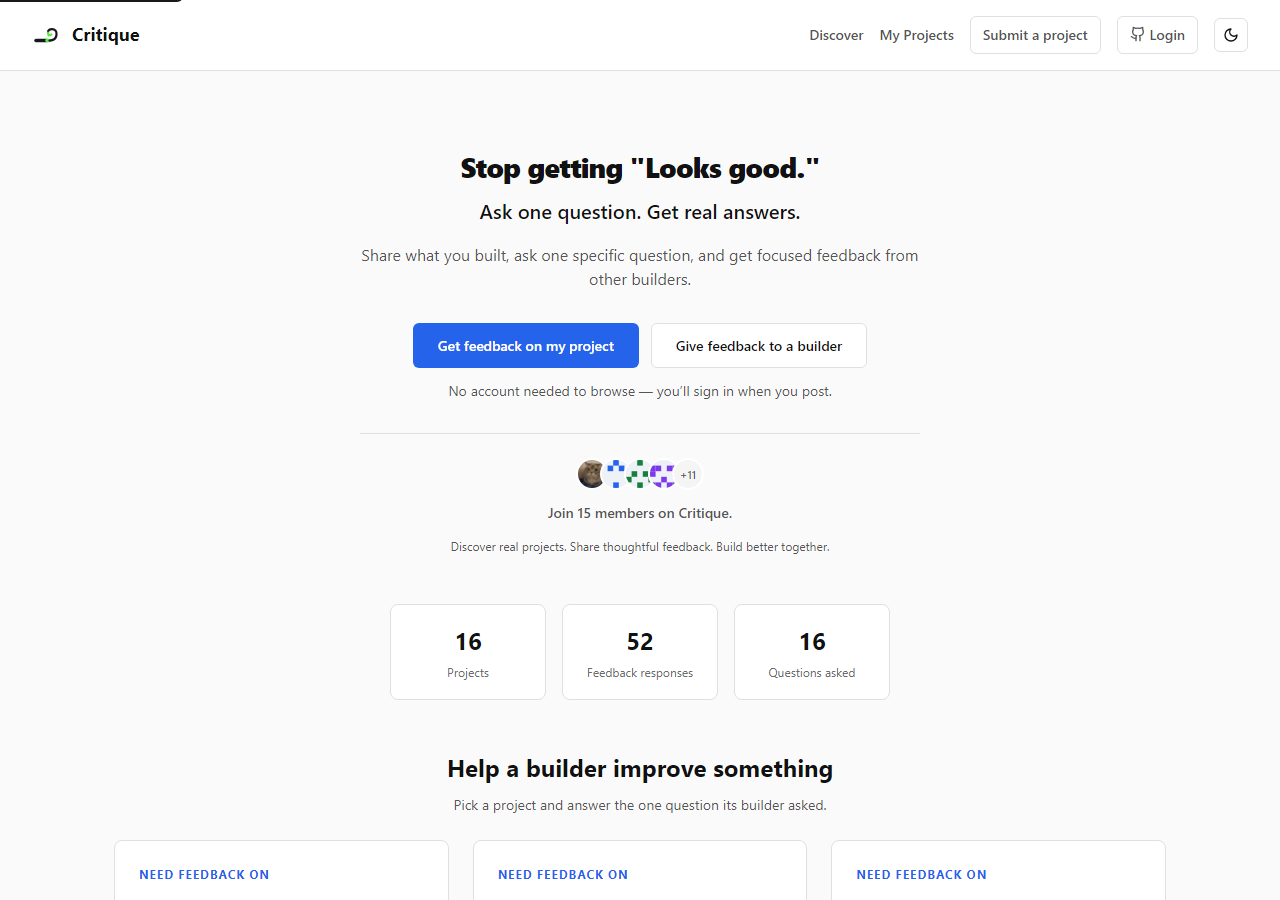 Critique
Discover
My Projects
Submit a project
Login
Stop getting "Looks good."
Ask one question. Get real answers.
Share what you built, ask one specific question, and get focused feedback from
other builders.
Get feedback on my project
Give feedback to a builder
No account needed to browse — you’ll sign in when you post.
+11
Join 15 members on Critique.
Discover real projects. Share thoughtful feedback. Build better together.
16
Projects
52
Feedback responses
16
Questions asked
Help a builder improve something
Pick a project and answer the one question its builder asked.
NEED FEEDBACK ON
NEED FEEDBACK ON
NEED FEEDBACK ON